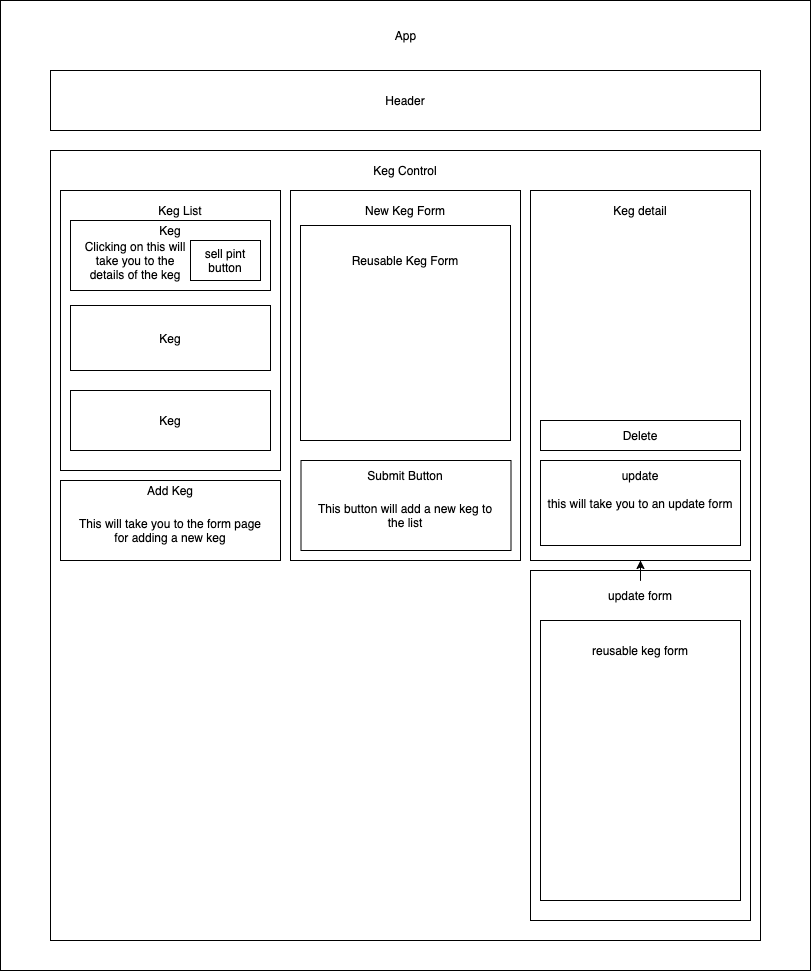 App
Header
Keg Control
Keg List
Keg
Clicking on this will
take you to the
details of the keg
sell pint
button
Keg
Keg
Add Keg
This will take you to the form page
for adding a new keg
New Keg Form
Reusable Keg Form
Submit Button
This button will add a new keg to
the list
Keg detail
Delete
update
this will take you to an update form
update form
reusable keg form